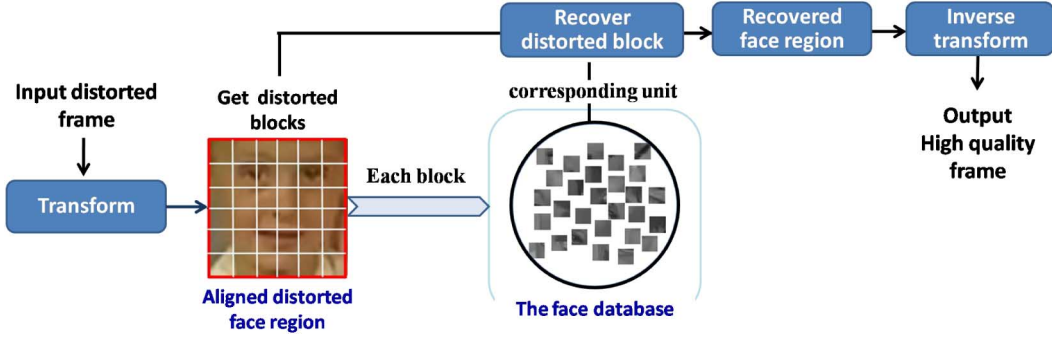 Input distorted
frame
Transform
Get distorted
blocks
Aligned distorted
face region
Each block
Recover
distorted block
corresponding unit
The face database
Recovered
face region
Inverse
transform
Output
High quality
frame